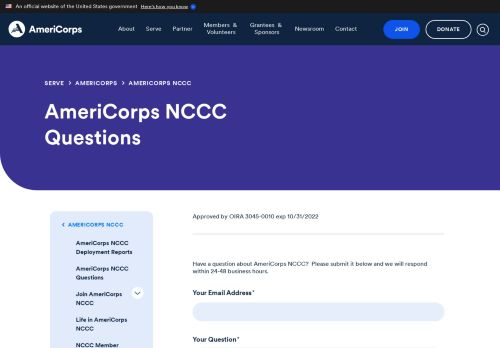 An official website of the United States government Here's how you know
AmeriCorps
About Serve Partner Members & Volunteers Grantees & Sponsors Newsroom Contact
JOIN
DONATE
SERVE > AMERICORPS > AMERICORPS NCCC
AmeriCorps NCCC
Questions
< AMERICORPS NCCC
AmeriCorps NCCC
Deployment Reports
AmeriCorps NCCC
Questions
Join AmeriCorps
NCCC
Life in AmeriCorps
NCCC
NCCC Member
Approved by OIRA 3045-0010 exp 10/31/2022
Have a question about AmeriCorps NCCC? Please submit it below and we will respond
within 24-48 business hours.
Your Email Address*
Your Question*